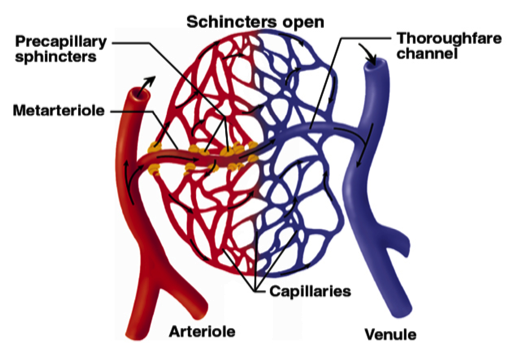 Schincters open
Precapillary
sphincters
Thoroughfare
channel
Metarteriole
Capillaries
Arteriole
Venule